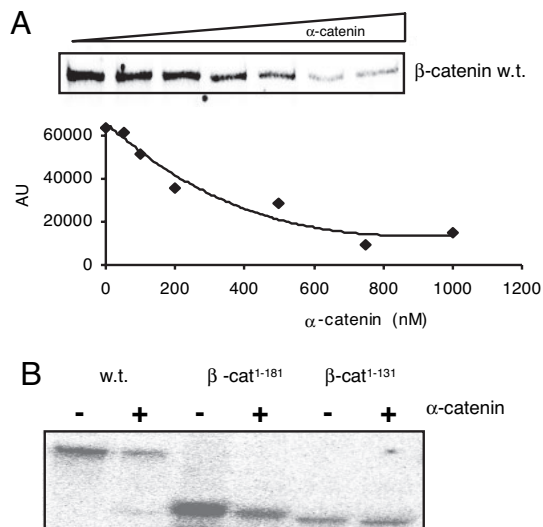 A
α-catenin
β-catenin w.t.
60000
40000
20000
0
AU
0 200 400 600 800 1000 1200
α-catenin (nM)
B
w.t. β -cat¹⁻¹⁸¹ β-cat¹⁻¹³¹
- + - + - + α-catenin